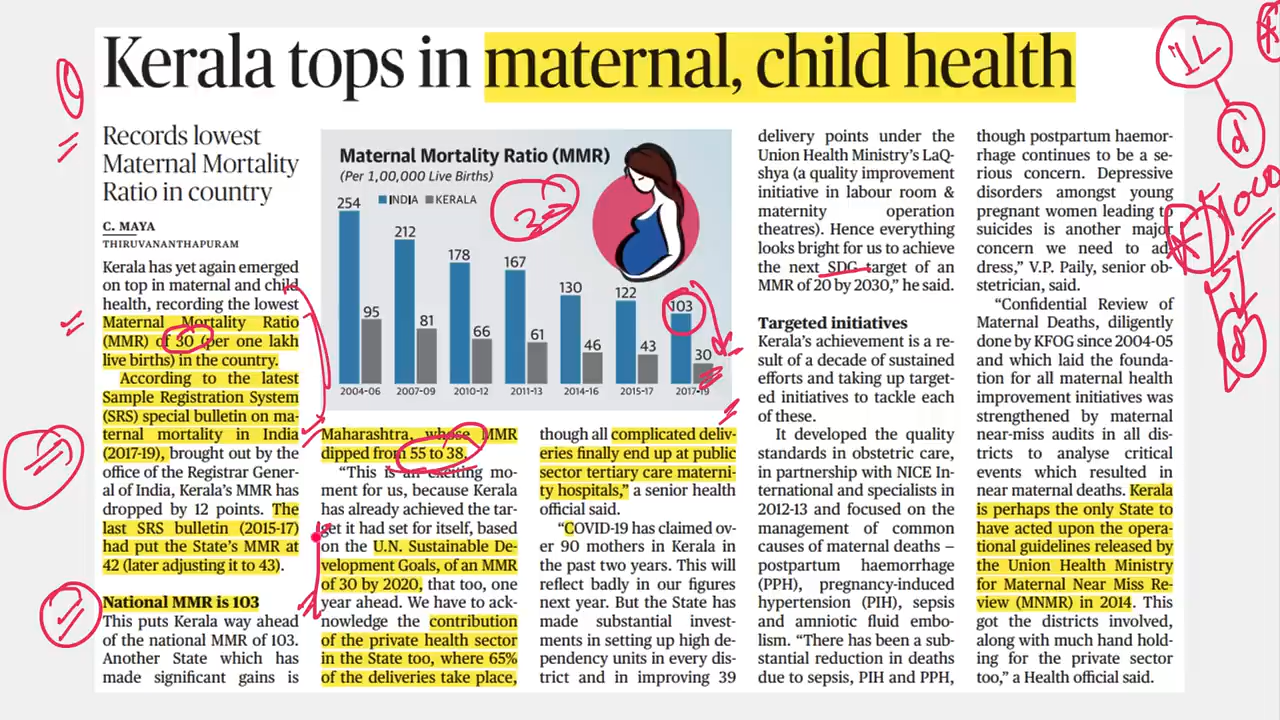 Kerala tops in maternal, child health
Records lowest
Maternal Mortality
Ratio in country
C. MAYA
THIRUVANANTHAPURAM
Kerala has yet again emerged
on top in maternal and child
health, recording the lowest
Maternal Mortality Ratio
(MMR) of 30 (per one lakh
live births) in the country.
According to the latest
Sample Registration System
(SRS) special bulletin on ma-
ternal mortality in India
(2017-19), brought out by the
office of the Registrar Gener-
al of India, Kerala's MMR has
dropped by 12 points. The
last SRS bulletin (2015-17)
had put the State's MMR at
42 (later adjusting it to 43).
National MMR is 103
This puts Kerala way ahead
of the national MMR of 103.
Another State which has
made significant gains is
Maternal Mortality Ratio (MMR)
(Per 1,00,000 Live Births)
INDIA KERALA
30
254 95
212 81
178 66
167 61
130 46
122 43
103 30
2004-06 2007-09 2010-12 2011-13 2014-16 2015-17 2017-19
Maharashtra, whose MMR
dipped from 55 to 38.
"This is an exciting mo-
ment for us, because Kerala
has already achieved the tar-
get it had set for itself, based
on the U.N. Sustainable De-
velopment Goals, of an MMR
of 30 by 2020, that too, one
year ahead. We have to ack-
nowledge the contribution
of the private health sector
in the State too, where 65%
of the deliveries take place,
though all complicated deliv-
eries finally end up at public
sector tertiary care materni-
ty hospitals," a senior health
official said.
"COVID-19 has claimed ov-
er 90 mothers in Kerala in
the past two years. This will
reflect badly in our figures
next year. But the State has
made substantial invest-
ments in setting up high de-
pendency units in every dis-
trict and in improving 39
delivery points under the
Union Health Ministry's LaQ-
shya (a quality improvement
initiative in labour room &
maternity operation
theatres). Hence everything
looks bright for us to achieve
the next SDG target of an
MMR of 20 by 2030," he said.
Targeted initiatives
Kerala's achievement is a re-
sult of a decade of sustained
efforts and taking up target-
ed initiatives to tackle each
of these.
It developed the quality
standards in obstetric care,
in partnership with NICE In-
ternational and specialists in
2012-13 and focused on the
management of common
causes of maternal deaths –
postpartum haemorrhage
(PPH), pregnancy-induced
hypertension (PIH), sepsis
and amniotic fluid embo-
lism. "There has been a sub-
stantial reduction in deaths
due to sepsis, PIH and PPH,
though postpartum haemor-
rhage continues to be a se-
rious concern. Depressive
disorders amongst young
pregnant women leading to
suicides is another major
concern we need to ad-
dress," V.P. Paily, senior ob-
stetrician, said.
"Confidential Review of
Maternal Deaths, diligently
done by KFOG since 2004-05
and which laid the founda-
tion for all maternal health
improvement initiatives was
strengthened by maternal
near-miss audits in all dis-
tricts to analyse critical
events which resulted in
near maternal deaths. Kerala
is perhaps the only State to
have acted upon the opera-
tional guidelines released by
the Union Health Ministry
for Maternal Near Miss Re-
view (MNMR) in 2014. This
got the districts involved,
along with much hand hold-
ing for the private sector
too," a Health official said.
1L
d
1000
d